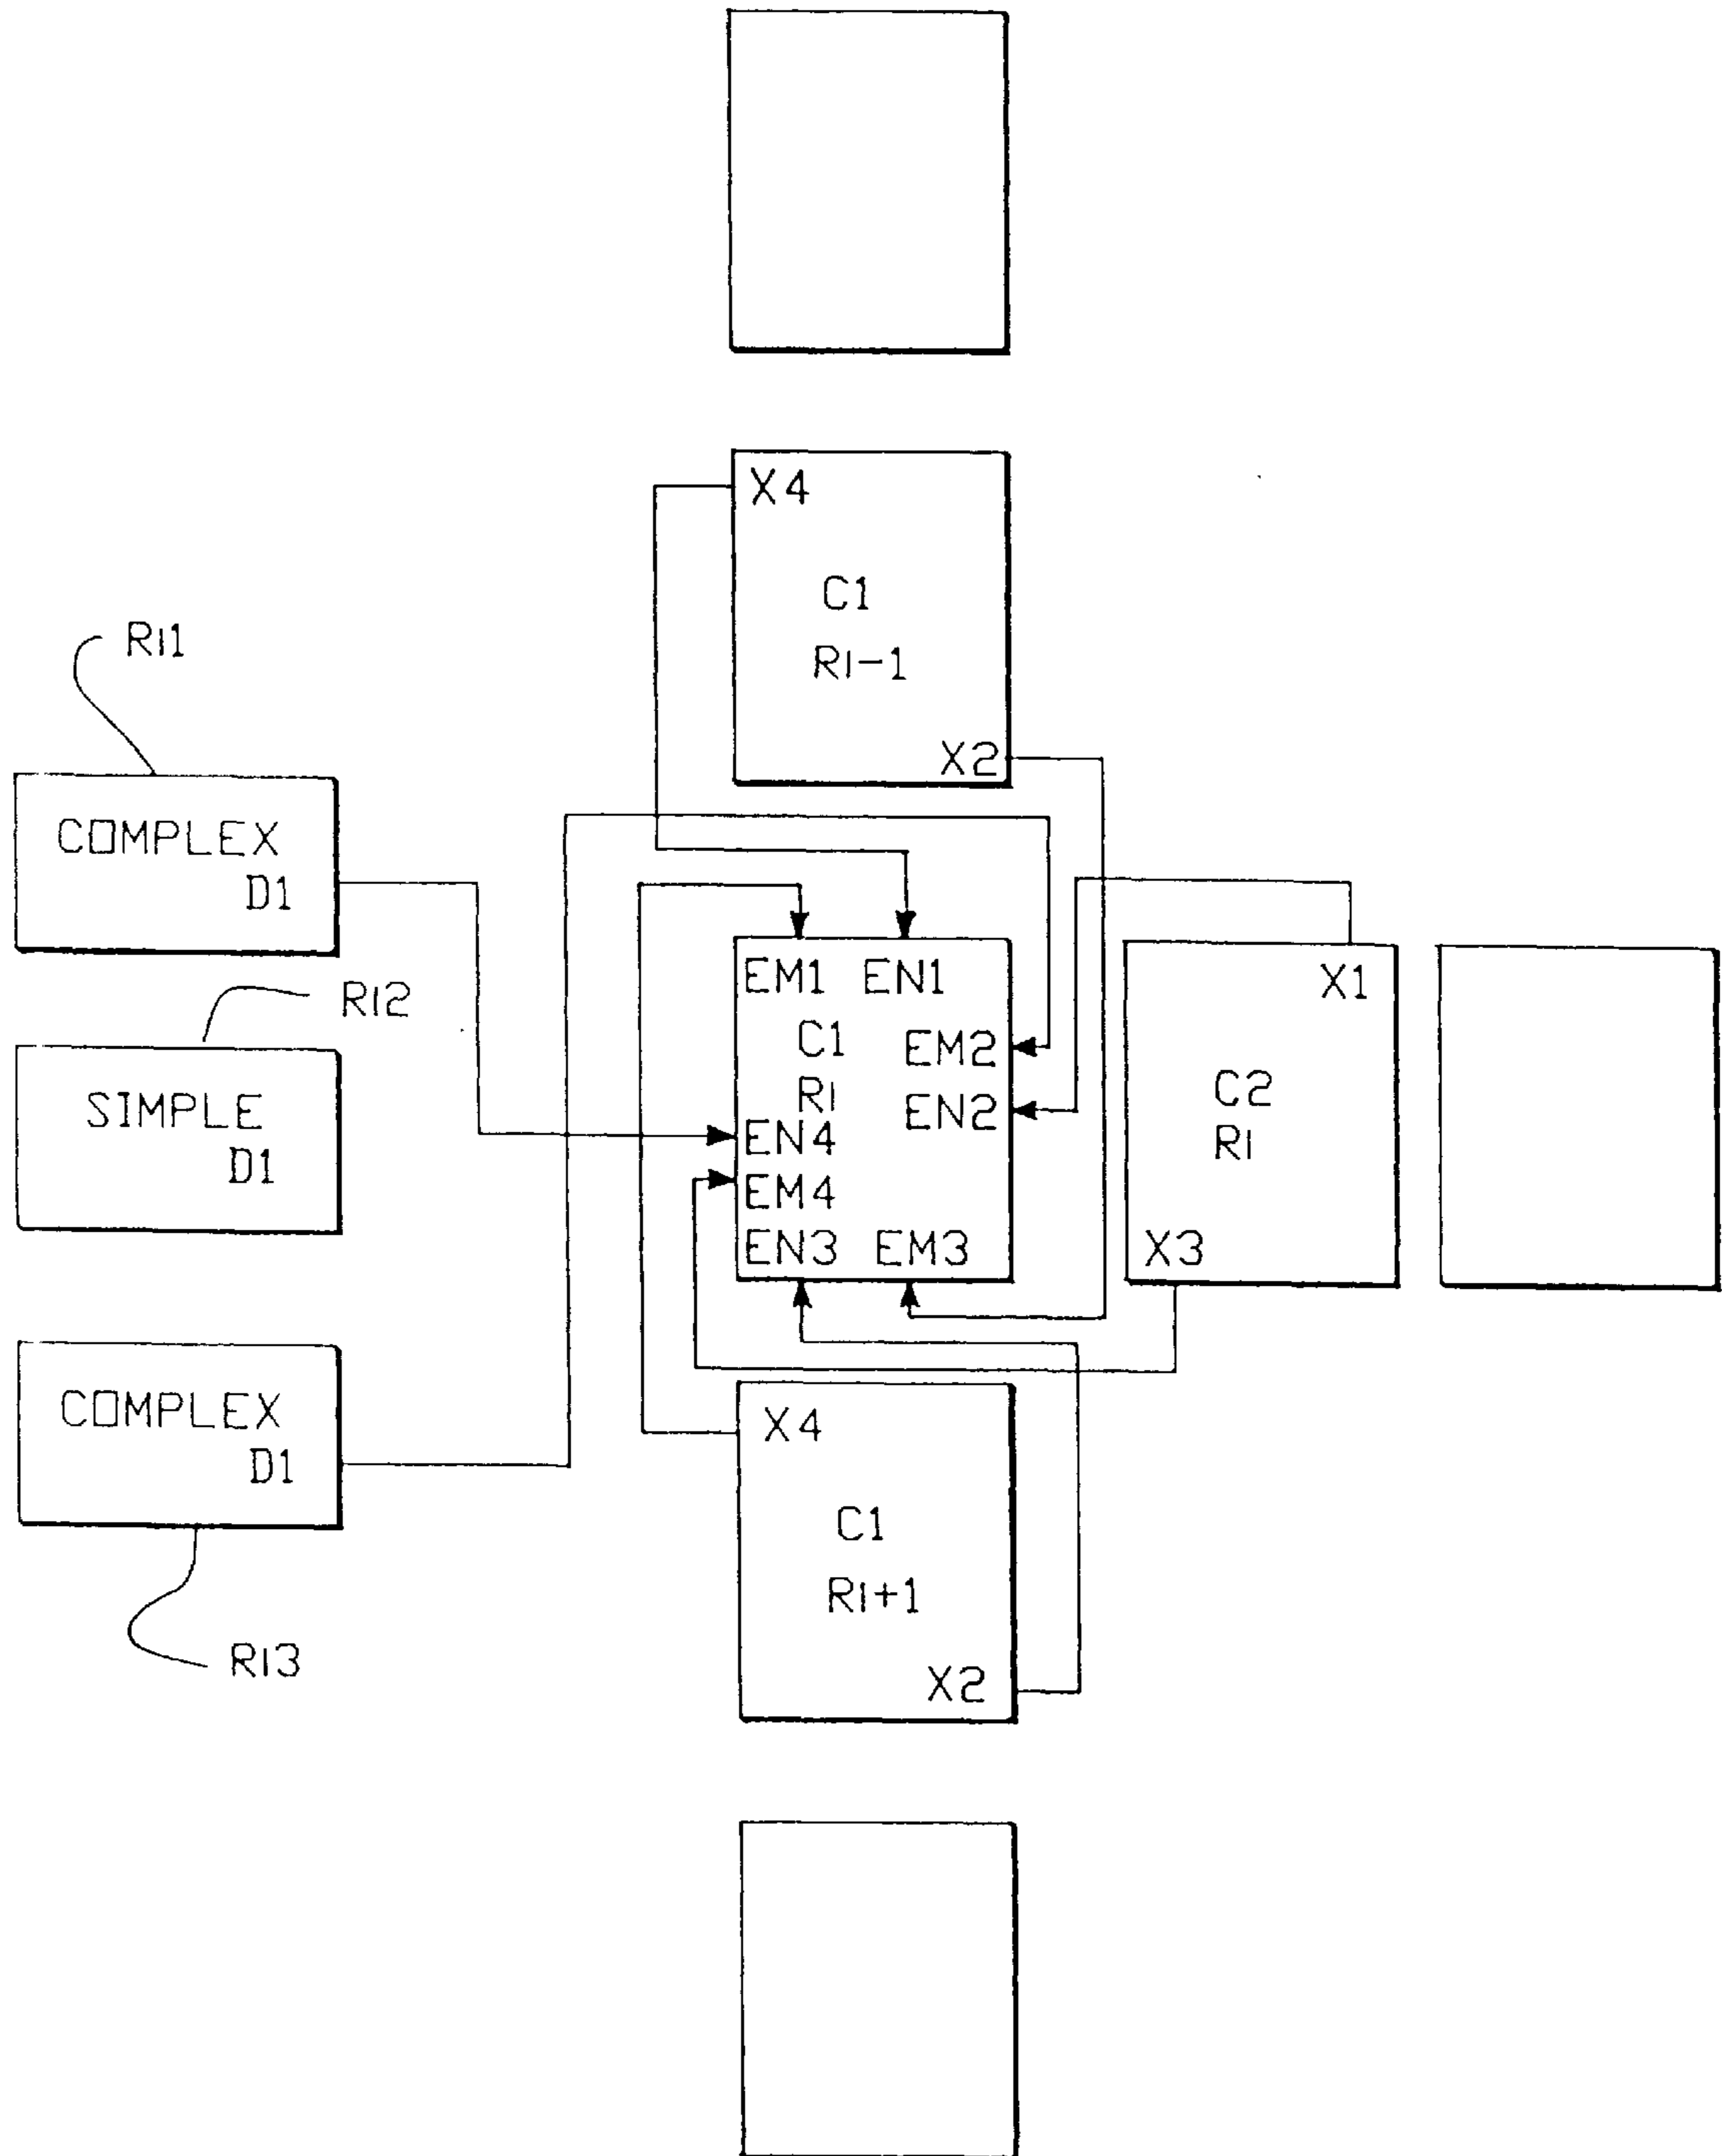 X4
C1
Ri-1
X2
Ri1
COMPLEX
D1
Ri2
SIMPLE
D1
COMPLEX
D1
Ri3
EM1 EN1
C1
Ri
EM2
EN2
EN4
EM4
EN3 EM3
X1
C2
Ri
X3
X4
C1
Ri+1
X2